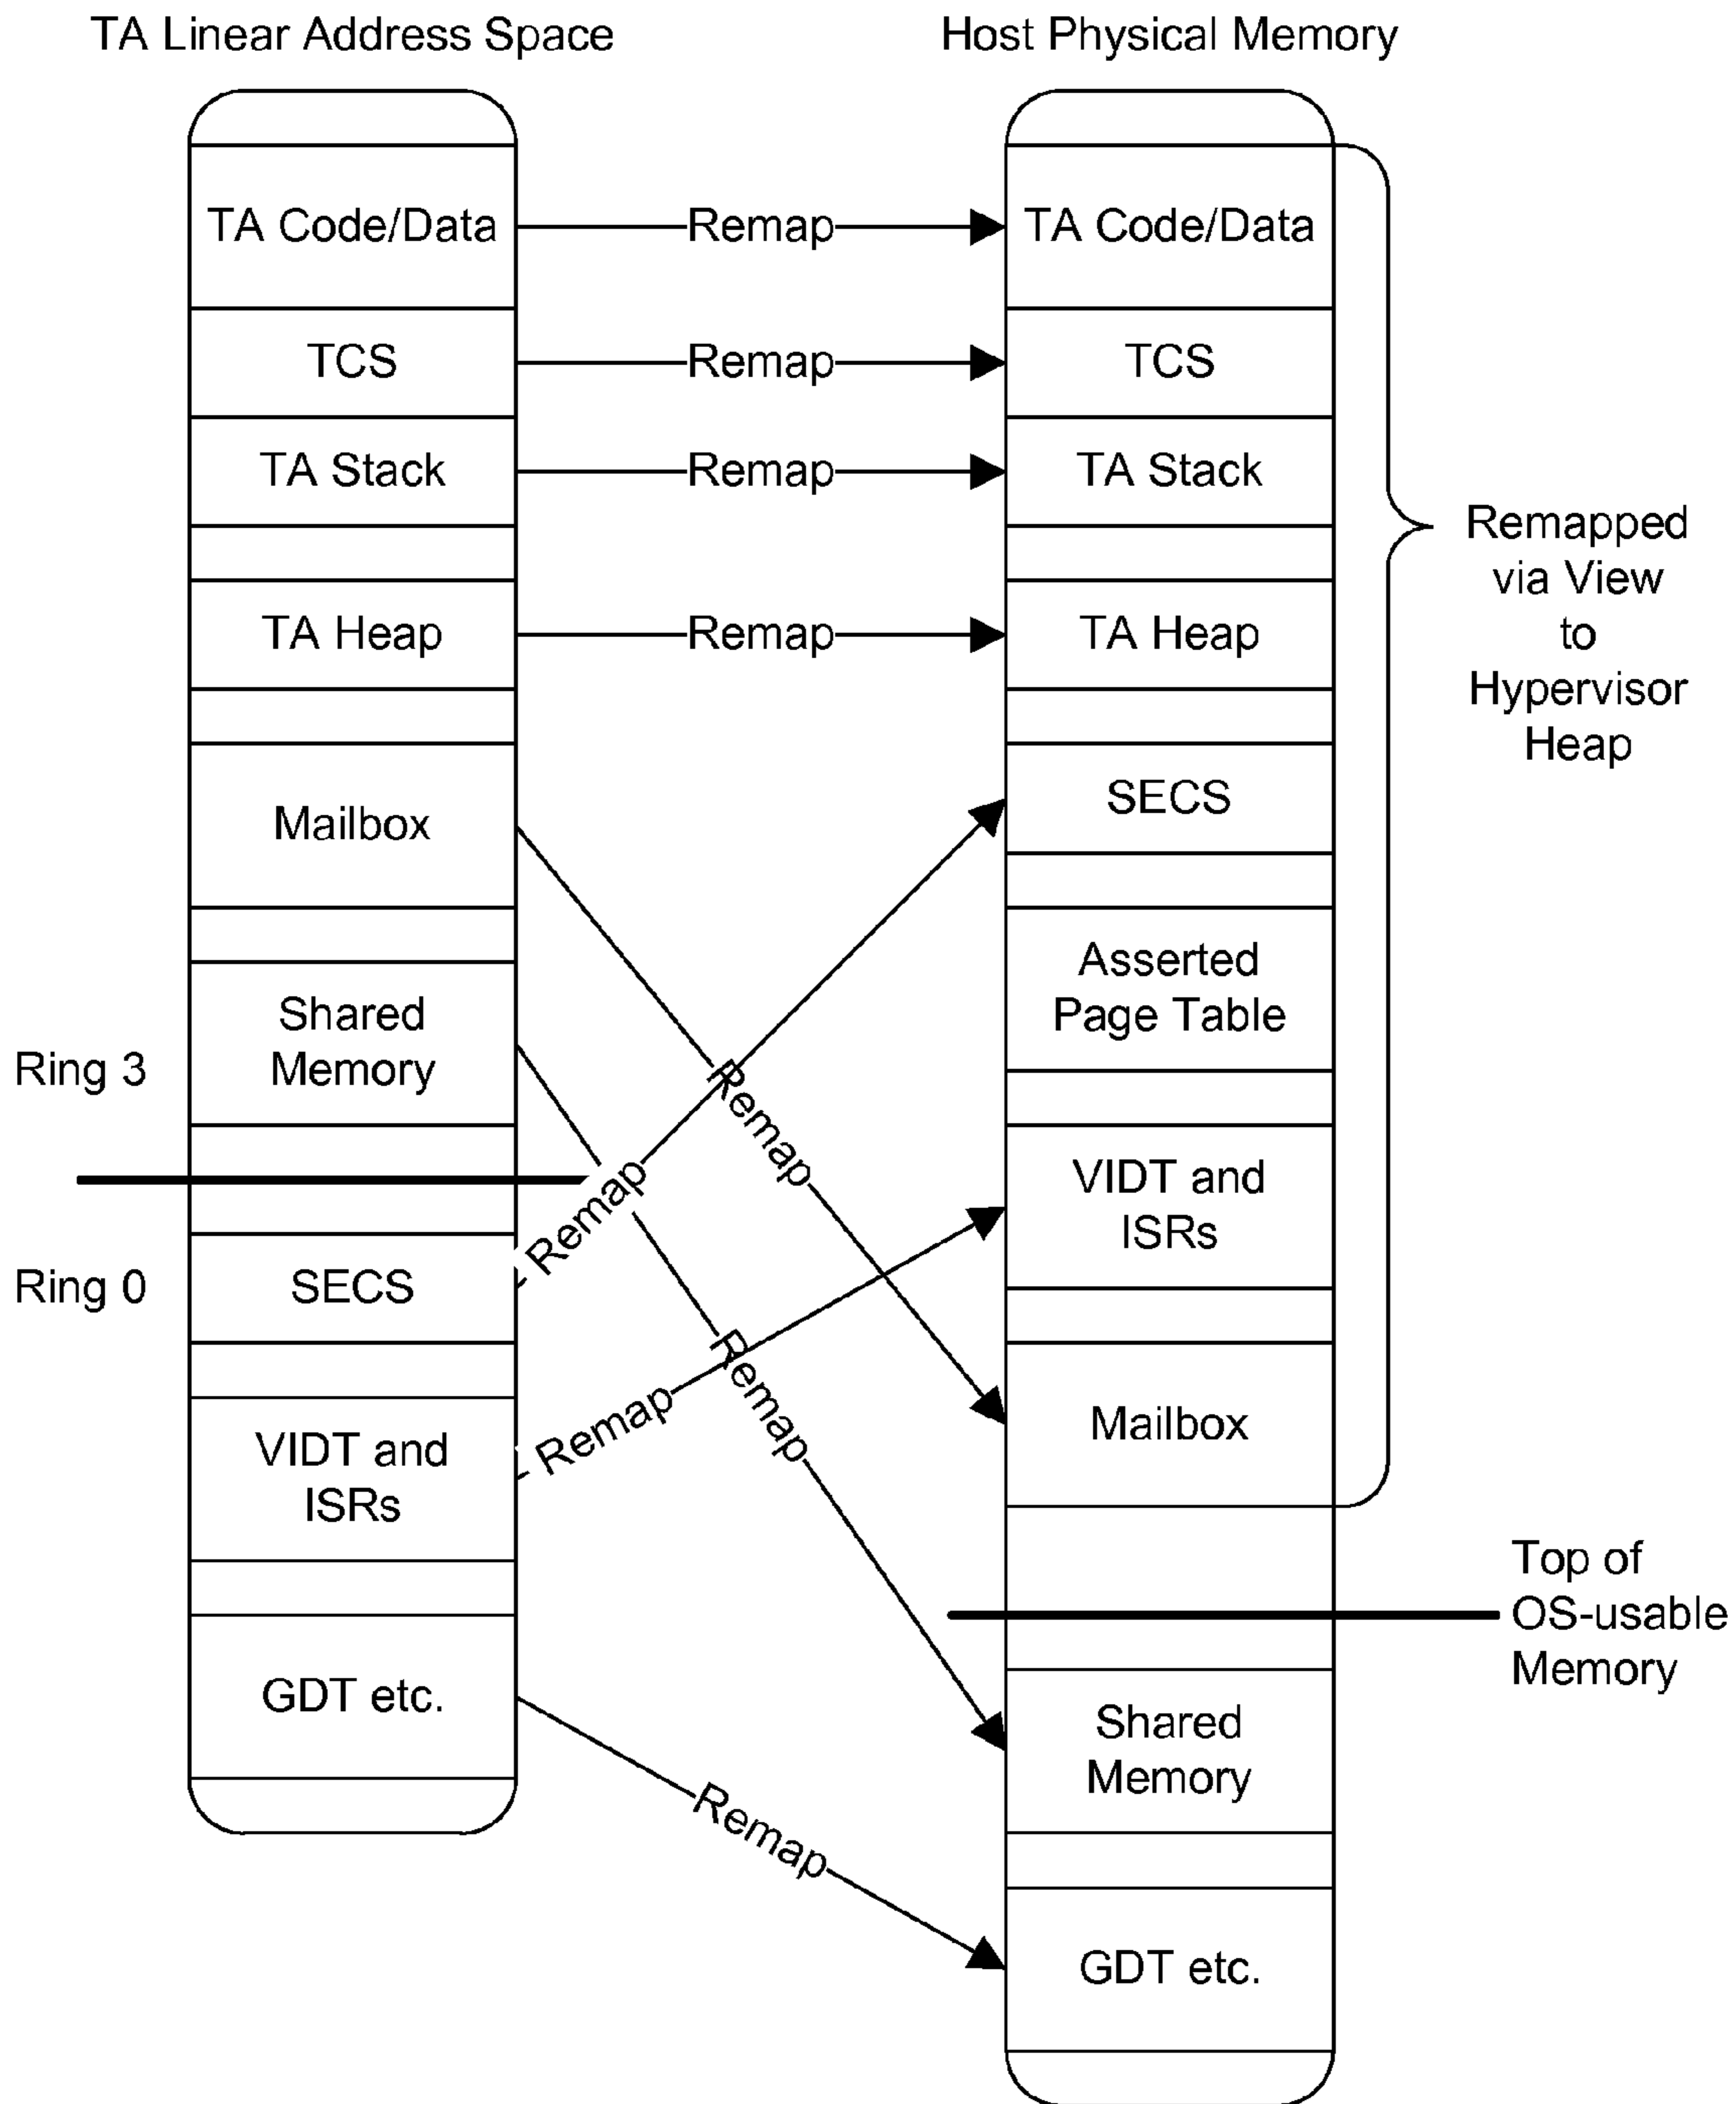 TA Linear Address Space
Host Physical Memory
TA Code/Data
Remap
TA Code/Data
TCS
Remap
TCS
TA Stack
Remap
TA Stack
TA Heap
Remap
TA Heap
Remapped
via View
to
Hypervisor
Heap
Mailbox
Remap
SECS
Asserted
Page Table
Shared
Memory
Ring 3
Remap
VIDT and
ISRs
Ring 0
SECS
Remap
Mailbox
VIDT and
ISRs
Remap
Top of
OS-usable
Memory
GDT etc.
Remap
Shared
Memory
GDT etc.